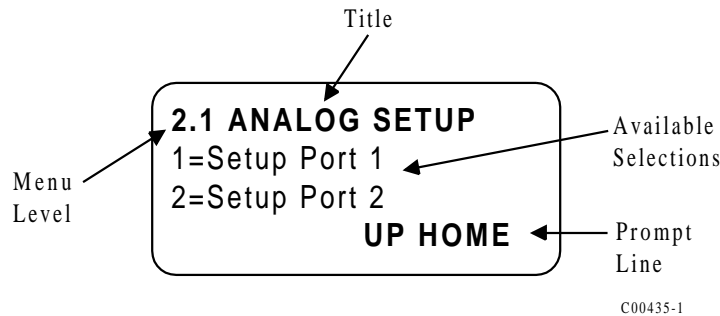 Title
2.1 ANALOG SETUP
1=Setup Port 1
2=Setup Port 2
UP HOME
Menu
Level
Available
Selections
Prompt
Line
C00435-1